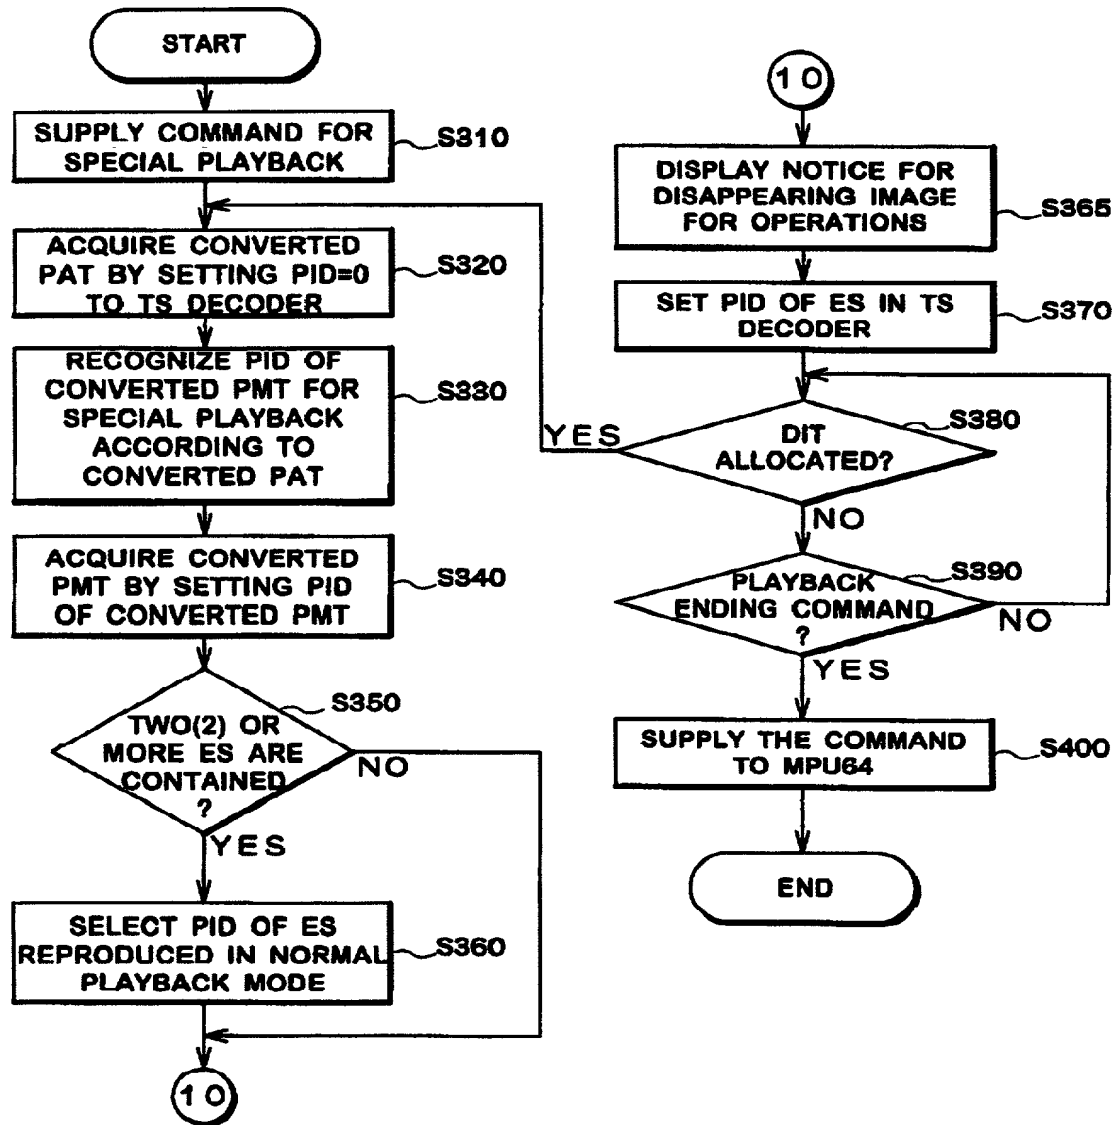 START
SUPPLY COMMAND FOR
SPECIAL PLAYBACK
S310
ACQUIRE CONVERTED
PAT BY SETTING PID=0
TO TS DECODER
S320
RECOGNIZE PID OF
CONVERTED PMT FOR
SPECIAL PLAYBACK
ACCORDING TO
CONVERTED PAT
S330
ACQUIRE CONVERTED
PMT BY SETTING PID
OF CONVERTED PMT
S340
TWO(2) OR
MORE ES ARE
CONTAINED
?
S350
NO
YES
SELECT PID OF ES
REPRODUCED IN NORMAL
PLAYBACK MODE
S360
10
10
DISPLAY NOTICE FOR
DISAPPEARING IMAGE
FOR OPERATIONS
S365
SET PID OF ES IN TS
DECODER
S370
DIT
ALLOCATED?
S380
YES
NO
PLAYBACK
ENDING COMMAND
?
S390
NO
YES
SUPPLY THE COMMAND
TO MPU64
S400
END